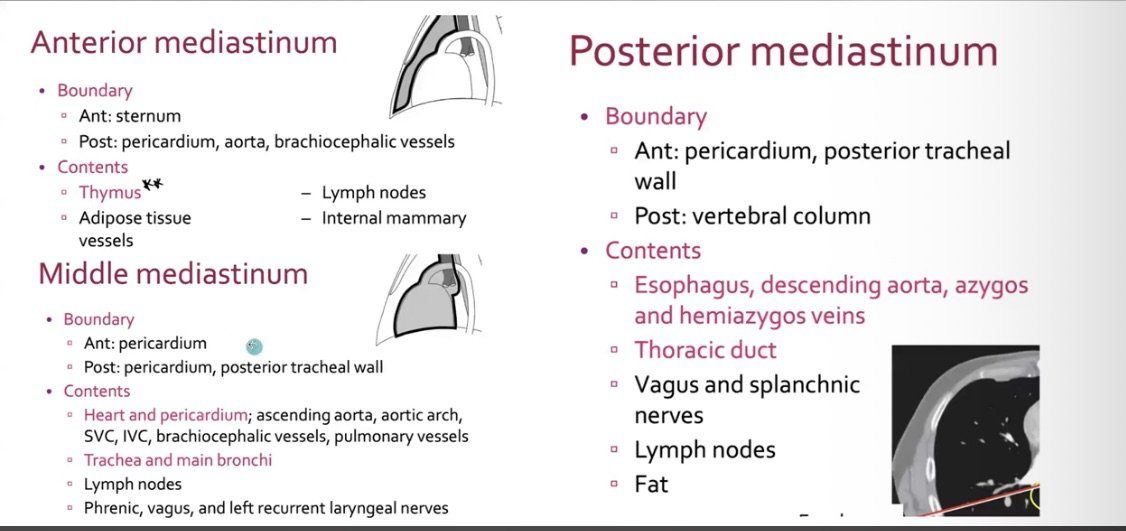 Anterior mediastinum
• Boundary
▫ Ant: sternum
▫ Post: pericardium, aorta, brachiocephalic vessels
• Contents
▫ Thymus**
– Lymph nodes
▫ Adipose tissue
– Internal mammary
vessels
Middle mediastinum
• Boundary
▫ Ant: pericardium
▫ Post: pericardium, posterior tracheal wall
• Contents
▫ Heart and pericardium; ascending aorta, aortic arch,
SVC, IVC, brachiocephalic vessels, pulmonary vessels
▫ Trachea and main bronchi
▫ Lymph nodes
▫ Phrenic, vagus, and left recurrent laryngeal nerves
Posterior mediastinum
• Boundary
▫ Ant: pericardium, posterior tracheal
wall
▫ Post: vertebral column
• Contents
▫ Esophagus, descending aorta, azygos
and hemiazygos veins
▫ Thoracic duct
▫ Vagus and splanchnic
nerves
▫ Lymph nodes
▫ Fat